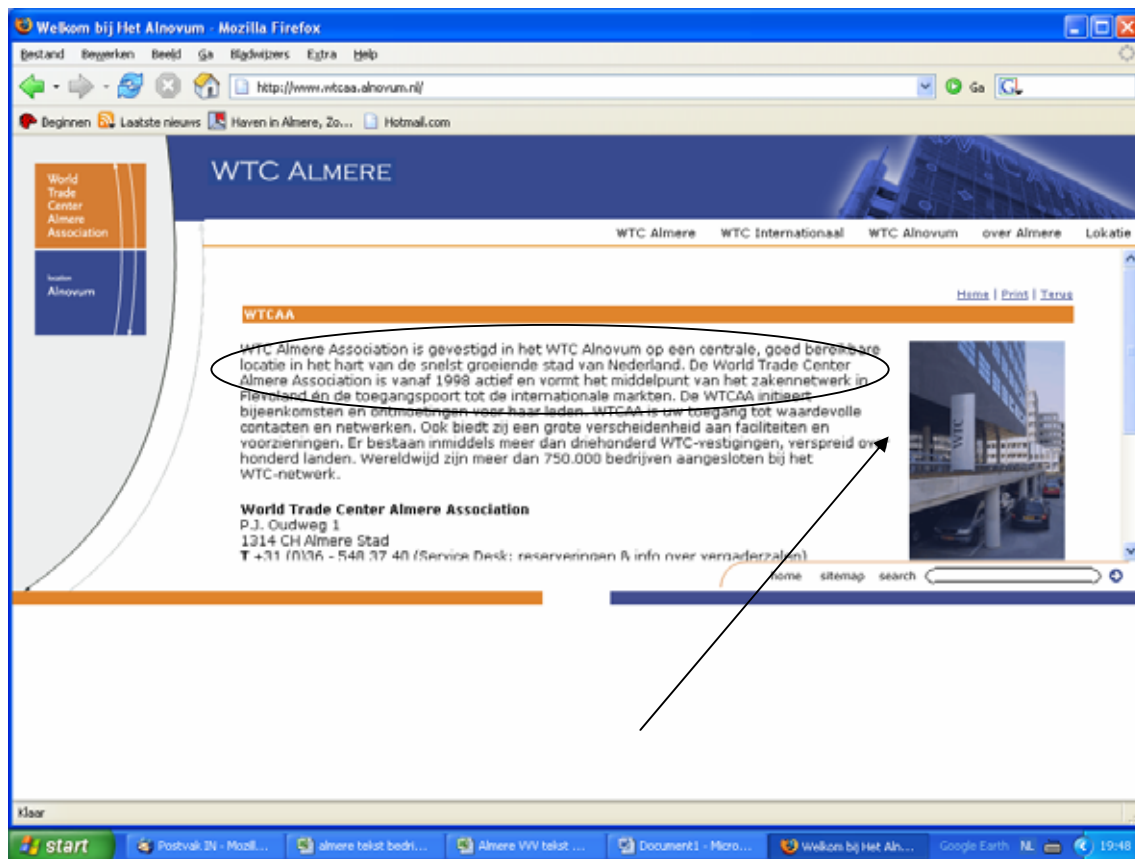 Welkom bij Het Alnovum - Mozilla Firefox
Bestand Bewerken Beeld Ga Bladwijzers Extra Help
http://www.wtcaa.alnovum.nl/ Ga
Beginnen Laatste nieuws Haven in Almere, Zo... Hotmail.com
World
Trade
Center
Almere
Association
location
Alnovum
WTC ALMERE
WTC Almere WTC Internationaal WTC Alnovum over Almere Lokatie
Home | Print | Terug
WTCAA
WTC Almere Association is gevestigd in het WTC Alnovum op een centrale, goed bereikbare
locatie in het hart van de snelst groeiende stad van Nederland. De World Trade Center
Almere Association is vanaf 1998 actief en vormt het middelpunt van het zakennetwerk in
Flevoland én de toegangspoort tot de internationale markten. De WTCAA initieert
bijeenkomsten en ontmoetingen voor haar leden. WTCAA is uw toegang tot waardevolle
contacten en netwerken. Ook biedt zij een grote verscheidenheid aan faciliteiten en
voorzieningen. Er bestaan inmiddels meer dan driehonderd WTC-vestigingen, verspreid ov
honderd landen. Wereldwijd zijn meer dan 750.000 bedrijven aangesloten bij het
WTC-netwerk.
World Trade Center Almere Association
P.J. Oudweg 1
1314 CH Almere Stad
T +31 (0)36 - 548 37 40 (Service Desk: reserveringen & info over vergaderzalen)
WTC
home sitemap search
Klaar
start Postvak IN - Mozill... almere tekst bedri... Almere VVV tekst ... Document1 - Micro... Welkom bij Het Aln... Google Earth NL 19:48